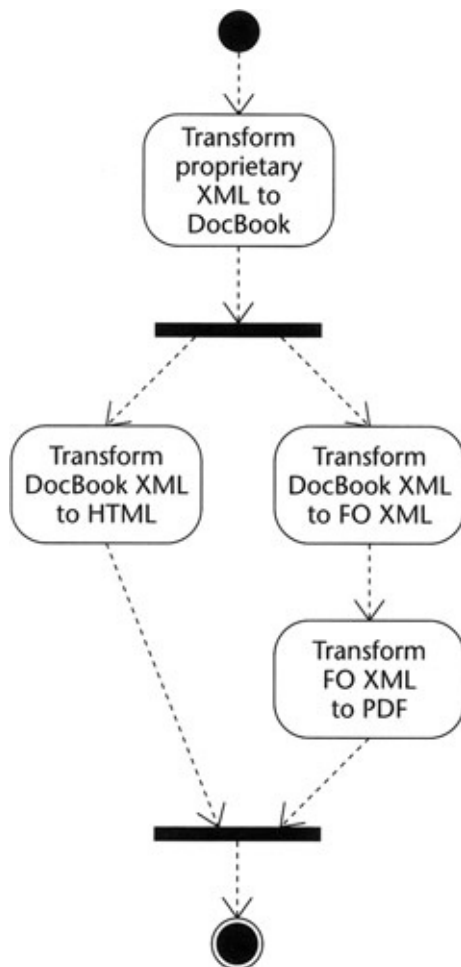 Transform
proprietary
XML to
DocBook
Transform
DocBook XML
to HTML
Transform
DocBook XML
to FO XML
Transform
FO XML
to PDF